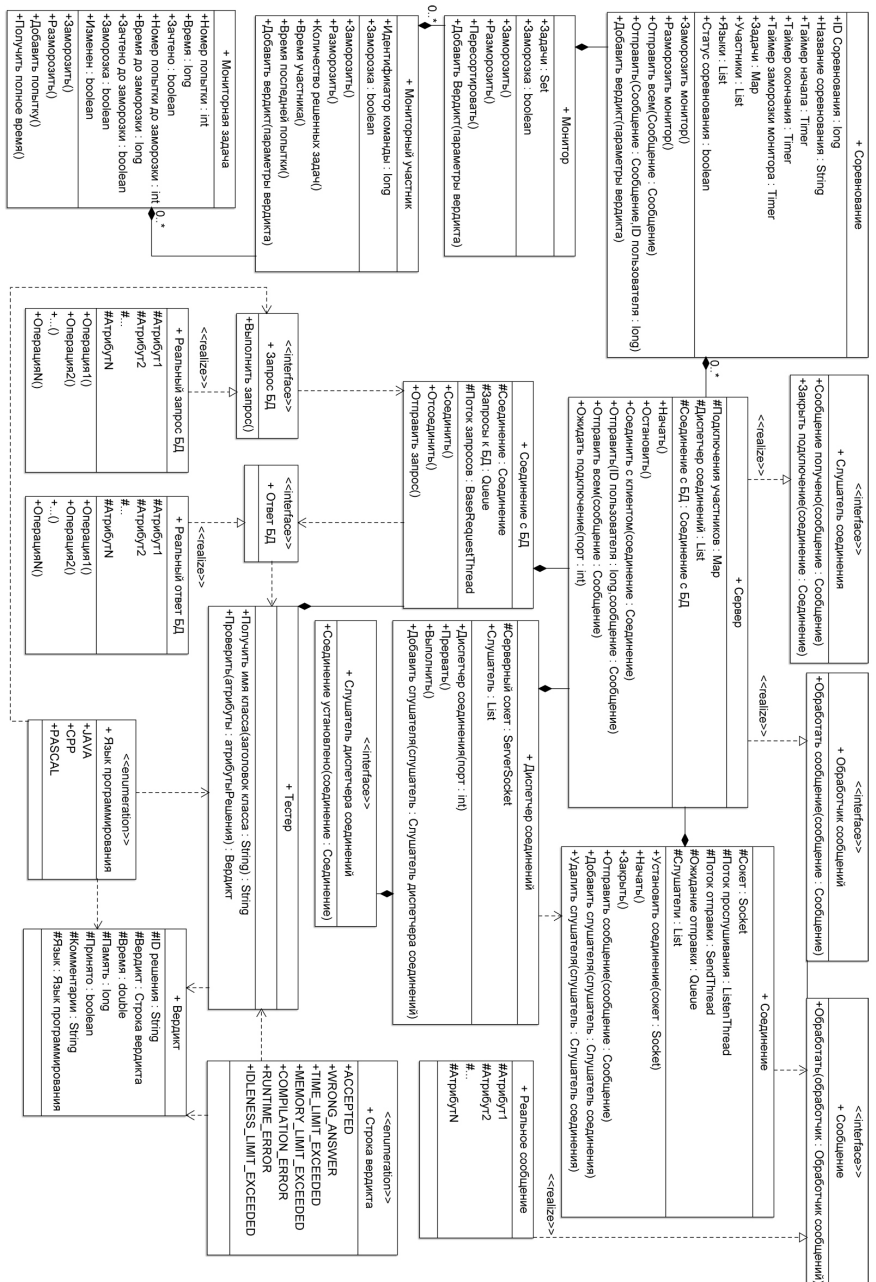 + Соревнование
+ID Соревнования : long
+Название соревнования : String
+Таймер начала : Timer
+Таймер окончания : Timer
+Таймер заморозки монитора : Timer
+Задачи : Map
+Участники : List
+Языки : List
+Статус соревнования : boolean
+Заморозить монитор()
+Разморозить монитор()
+Отправить всем(Сообщение : Сообщение)
+Отправить(Сообщение : Сообщение,ID пользователя : long)
+Добавить вердикт(параметры вердикта)
0.. *
<<interface>>
+ Слушатель соединения
+Сообщение получено(сообщение : Сообщение)
+Закрыть подключение(соединение : Соединение)
<<interface>>
+ Обработчик сообщений
+Обработать сообщение(сообщение : Сообщение)
<<interface>>
+ Сообщение
+Обработать(обработчик : Обработчик сообщений)
<<realize>>
<<realize>>
<<realize>>
+ Монитор
+Задачи : Set
+Заморозка : boolean
+Заморозить()
+Разморозить()
+Пересортировать()
+Добавить Вердикт(параметры вердикта)
0.. *
+ Сервер
#Подключения участников : Map
#Диспетчер соединений : List
#Соединение с БД : Соединение с БД
+Начать()
+Остановить()
+Соединить с клиентом(соединение : Соединение)
+Отправить(ID пользователя : long,сообщение : Сообщение)
+Отправить всем(сообщение : Сообщение)
+Ожидать подключение(порт : int)
+ Соединение
#Сокет : Socket
#Поток прослушивания : ListenThread
#Поток отправки : SendThread
#Ожидание отправки : Queue
#Слушатели : List
+Установить соединение(сокет : Socket)
+Начать()
+Закрыть()
+Отправить сообщение(сообщение : Сообщение)
+Добавить слушателя(слушатель : Слушатель соединения)
+Удалить слушателя(слушатель : Слушатель соединения)
+ Мониторный участник
+Идентификатор команды : long
+Заморозка : boolean
+Заморозить()
+Разморозить()
+Количество решенных задач()
+Время участника()
+Время последней попытки()
+Добавить вердикт(параметры вердикта)
0.. *
+ Соединение с БД
#Соединение : Соединение
#Запросы к БД : Queue
#Поток запросов : BaseRequestThread
+Соединить()
+Отсоединить()
+Отправить запрос()
+ Диспетчер соединений
#Серверный сокет : ServerSocket
+Слушатель : List
+Диспетчер соединения(порт : int)
+Прервать()
+Выполнить()
+Добавить слушателя(слушатель : Слушатель диспетчера соединений)
+ Реальное сообщение
#Атрибут1
#Атрибут2
#...
#АтрибутN
<<interface>>
+ Слушатель диспетчера соединений
+Соединение установлено(соединение : Соединение)
<<interface>>
+ Запрос БД
+Выполнить запрос()
<<interface>>
+ Ответ БД
<<realize>>
<<realize>>
+ Мониторная задача
+Номер попытки : int
+Время : long
+Зачтено : boolean
+Номер попытки до заморозки : int
+Время до заморозки : long
+Зачтено до заморозки : boolean
+Заморозка : boolean
+Изменен : boolean
+Заморозить()
+Разморозить()
+Добавить попытку()
+Получить полное время()
+ Реальный запрос БД
#Атрибут1
#Атрибут2
#...
#АтрибутN
+Операция1()
+Операция2()
+...()
+ОперацияN()
+ Реальный ответ БД
#Атрибут1
#Атрибут2
#...
#АтрибутN
+Операция1()
+Операция2()
+...()
+ОперацияN()
+ Тестер
+Получить имя класса(заголовок класса : String) : String
+Проверить(атрибуты : атрибутыРешения) : Вердикт
<<enumeration>>
+ Строка вердикта
+ACCEPTED
+WRONG_ANSWER
+TIME_LIMIT_EXCEEDED
+MEMORY_LIMIT_EXCEEDED
+COMPILATION_ERROR
+RUNTIME_ERROR
+IDLENESS_LIMIT_EXCEEDED
<<enumeration>>
+ Язык программирования
+JAVA
+CPP
+PASCAL
+ Вердикт
#ID решения : String
#Вердикт : Строка вердикта
#Время : double
#Память : long
#Принято : boolean
#Комментарии : String
#Язык : Язык программирования